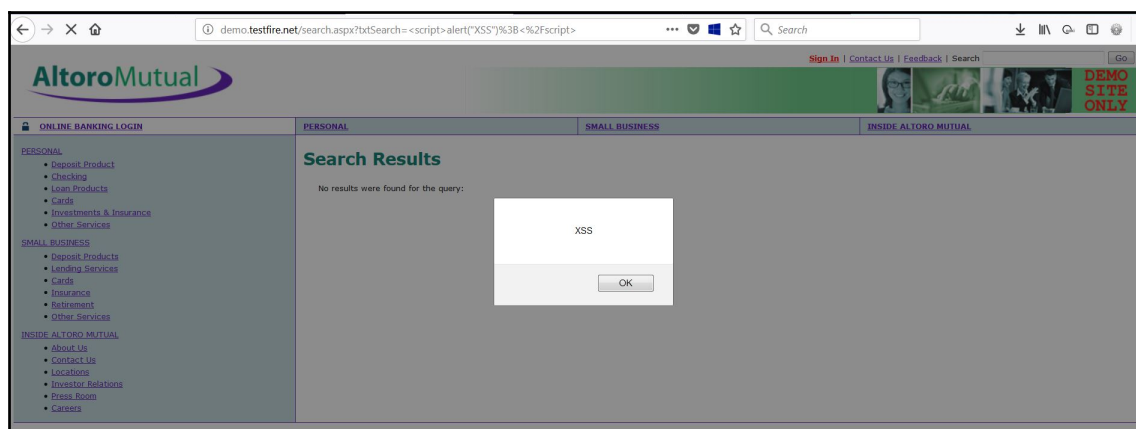 demo.testfire.net/search.aspx?txtSearch=<script>alert("XSS")%3B<%2Fscript>
Search
Sign In | Contact Us | Feedback | Search
Go
AltoroMutual
DEMO
SITE
ONLY
ONLINE BANKING LOGIN
PERSONAL
SMALL BUSINESS
INSIDE ALTORO MUTUAL
PERSONAL
Deposit Product
Checking
Loan Products
Cards
Investments & Insurance
Other Services
SMALL BUSINESS
Deposit Products
Lending Services
Cards
Insurance
Retirement
Other Services
INSIDE ALTORO MUTUAL
About Us
Contact Us
Locations
Investor Relations
Press Room
Careers
Search Results
No results were found for the query:
XSS
OK